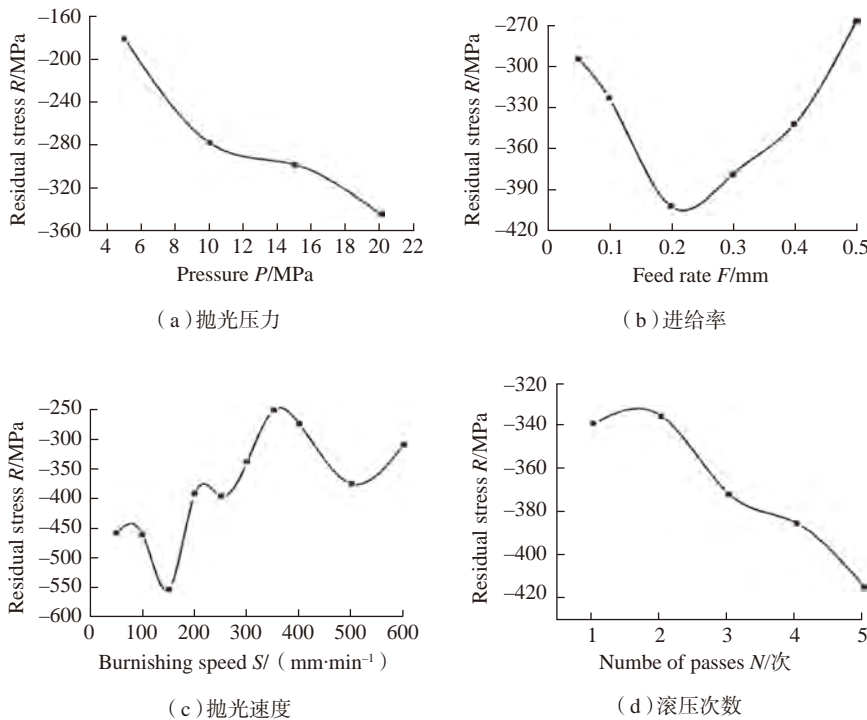 Residual stress R/MPa
–160
–200
–240
–280
–320
–360
4 6 8 10 12 14 16 18 20 22
Pressure P/MPa
（a）抛光压力
Residual stress R/MPa
–270
–300
–330
–360
–390
–420
0 0.1 0.2 0.3 0.4 0.5
Feed rate F/mm
（b）进给率
Residual stress R/MPa
–250
–300
–350
–400
–450
–500
–550
–600
0 100 200 300 400 500 600
Burnishing speed S/（mm·min⁻¹）
（c）抛光速度
Residual stress R/MPa
–320
–340
–360
–380
–400
–420
1 2 3 4 5
Numbe of passes N/次
（d）滚压次数